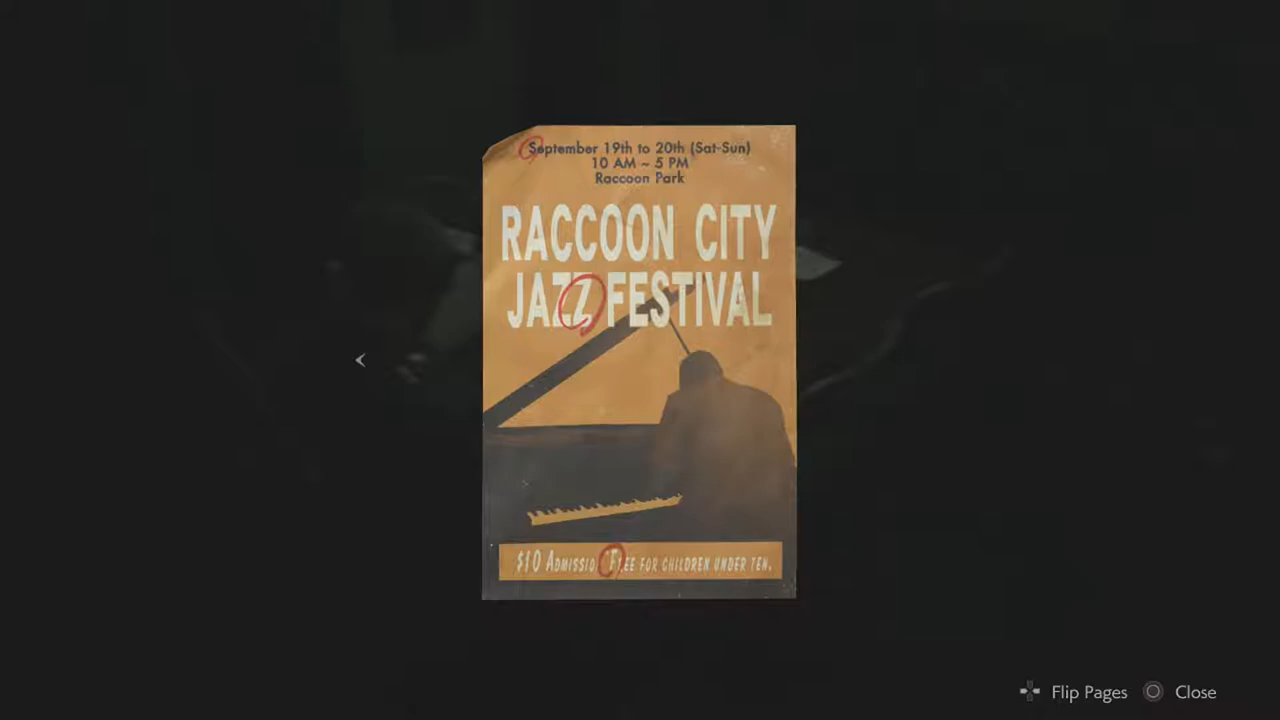 September 19th to 20th (Sat-Sun)
10 AM ~ 5 PM
Raccoon Park
RACCOON CITY
JAZZ FESTIVAL
$10 Admission Free for children under ten.
Flip Pages
Close